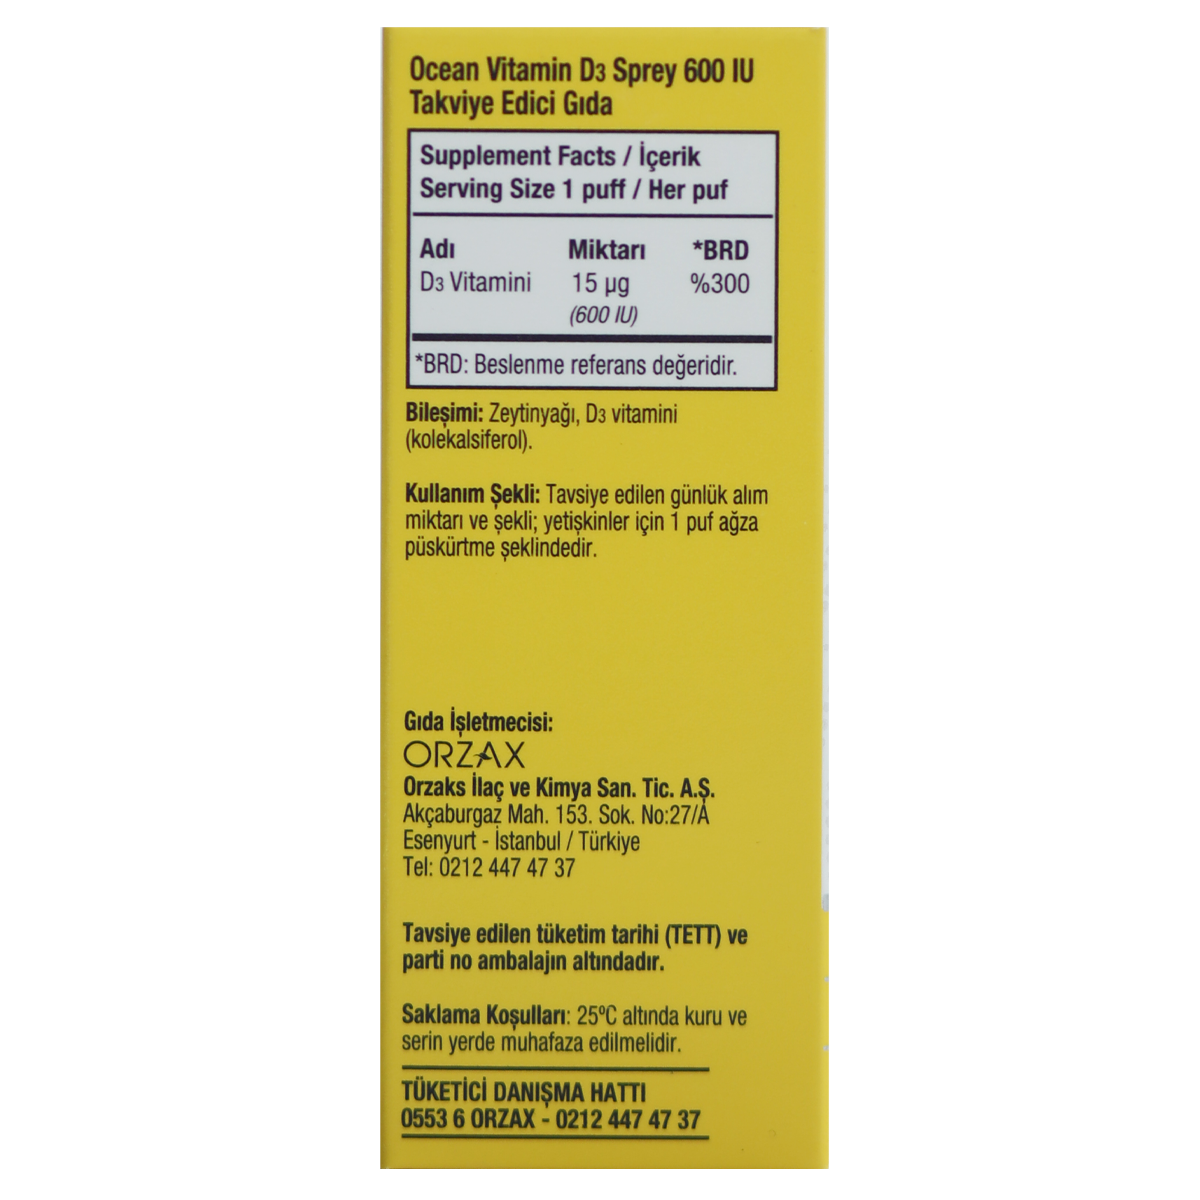 Ocean Vitamin D3 Sprey 600 IU
Takviye Edici Gıda
Supplement Facts / İçerik
Serving Size 1 puff / Her puf
Adı Miktarı *BRD
D3 Vitamini 15 µg %300
(600 IU)
*BRD: Beslenme referans değeridir.
Bileşimi: Zeytinyağı, D3 vitamini
(kolekalsiferol).
Kullanım Şekli: Tavsiye edilen günlük alım
miktarı ve şekli; yetişkinler için 1 puf ağza
püskürtme şeklindedir.
Gıda İşletmecisi:
ORZAX
Orzaks İlaç ve Kimya San. Tic. A.Ş.
Akçaburgaz Mah. 153. Sok. No:27/A
Esenyurt - İstanbul / Türkiye
Tel: 0212 447 47 37
Tavsiye edilen tüketim tarihi (TETT) ve
parti no ambalajın altındadır.
Saklama Koşulları: 25ºC altında kuru ve
serin yerde muhafaza edilmelidir.
TÜKETİCİ DANIŞMA HATTI
0553 6 ORZAX - 0212 447 47 37